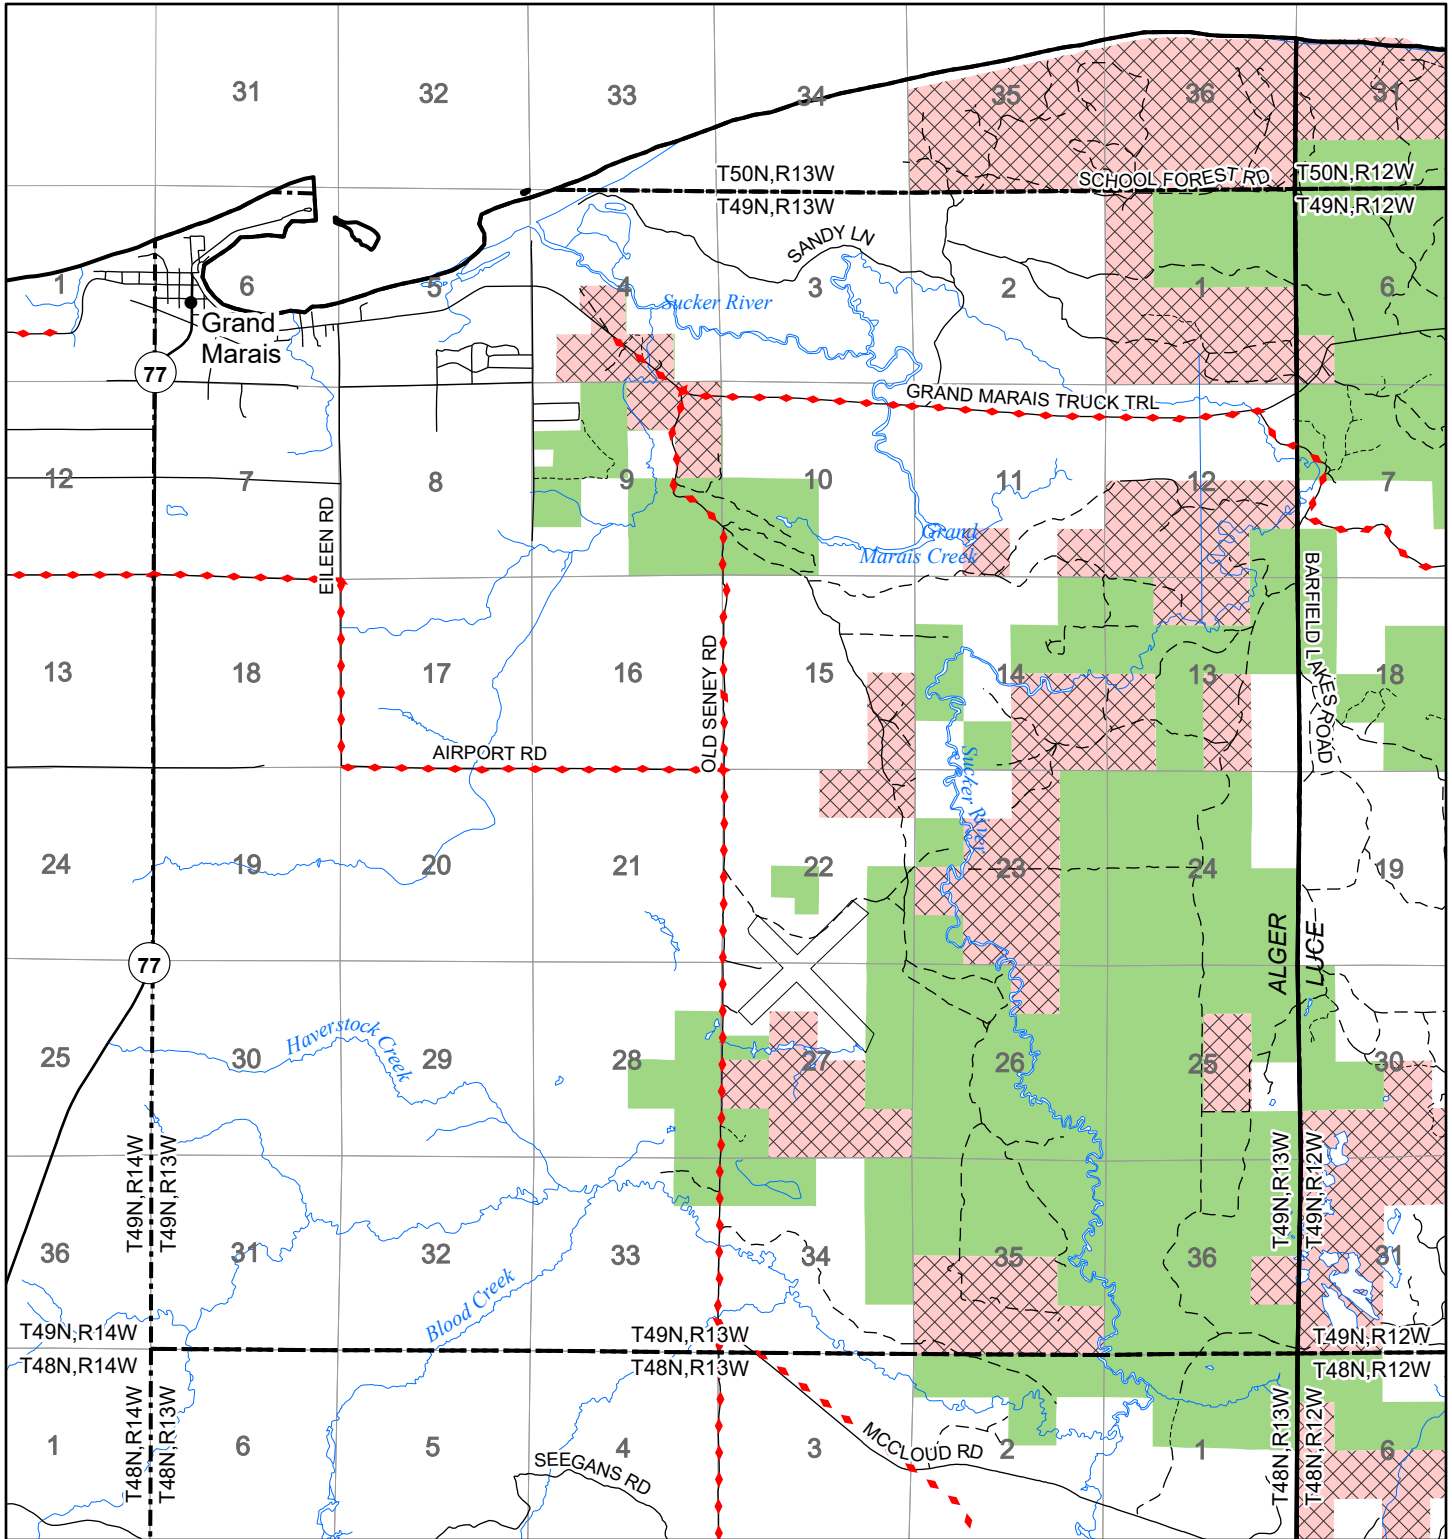 31 32 33 34 35 36 31
T50N,R13W
SCHOOL FOREST RD
T50N,R12W
T49N,R13W
T49N,R12W
SANDY LN
1 6 5 4 3 2 1 6
Sucker River
Grand
Marais
77
GRAND MARAIS TRUCK TRL
12 7 8 9 10 11 12 7
EILEEN RD
Grand
Marais Creek
BARFIELD LAKES ROAD
13 18 17 16 15 14 13 18
OLD SENEY RD
AIRPORT RD
Sucker River
24 19 20 21 22 23 24 19
ALGER
LUCE
77
Haverstock Creek
25 30 29 28 27 26 25 30
T49N,R14W
T49N,R13W
T49N,R13W
T49N,R12W
36 31 32 33 34 35 36 31
Blood Creek
T49N,R14W
T49N,R13W
T49N,R12W
T48N,R14W
T48N,R13W
T48N,R12W
T48N,R14W
T48N,R13W
T48N,R13W
T48N,R12W
1 6 5 4 3 2 1 6
MCCLOUD RD
SEEGANS RD